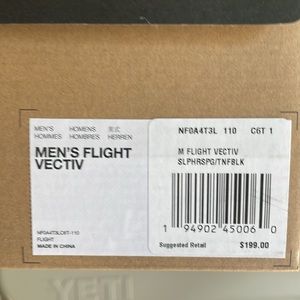 MEN'S HOMENS 男式
HOMMES HOMBRES HERREN
MEN'S FLIGHT
VECTIV
NF0A4T3LC6T-110
FLIGHT
MADE IN CHINA
NF0A4T3L 110 C6T 1
M FLIGHT VECTIV
SLPHRSPG/TNFBLK
1 94902 45006 0
Suggested Retail $199.00
YETI